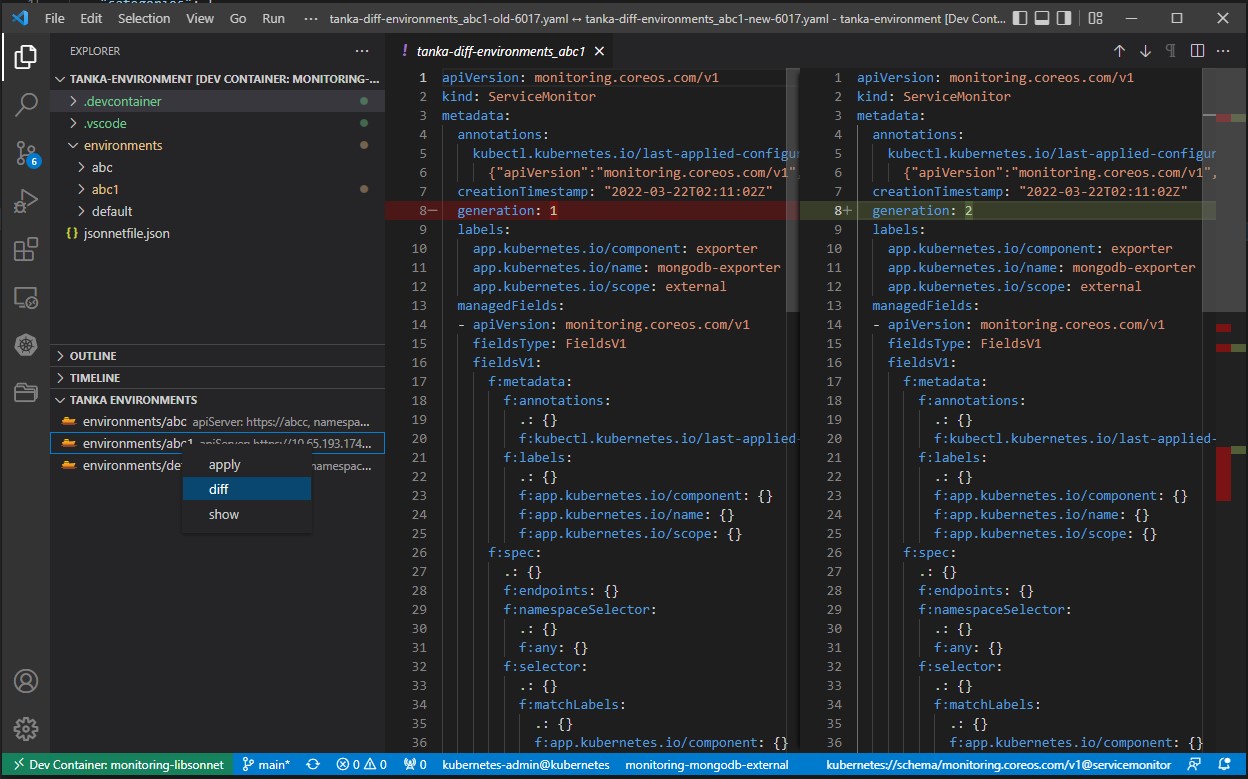 "categories": [
File Edit Selection View Go Run ··· tanka-diff-environments_abc1-old-6017.yaml ↔ tanka-diff-environments_abc1-new-6017.yaml - tanka-environment [Dev Cont...
EXPLORER ···
TANKA-ENVIRONMENT [DEV CONTAINER: MONITORING-...
.devcontainer
.vscode
environments
abc
abc1
default
{} jsonnetfile.json
OUTLINE
TIMELINE
TANKA ENVIRONMENTS
environments/abc apiServer: https://abcc, namespa...
environments/abc1 apiServer: https://10.65.193.174...
environments/de namespac...
apply
diff
show
6
! tanka-diff-environments_abc1
1 apiVersion: monitoring.coreos.com/v1
2 kind: ServiceMonitor
3 metadata:
4 annotations:
5 kubectl.kubernetes.io/last-applied-configur
6 {"apiVersion":"monitoring.coreos.com/v1",
7 creationTimestamp: "2022-03-22T02:11:02Z"
8− generation: 1
9 labels:
10 app.kubernetes.io/component: exporter
11 app.kubernetes.io/name: mongodb-exporter
12 app.kubernetes.io/scope: external
13 managedFields:
14 - apiVersion: monitoring.coreos.com/v1
15 fieldsType: FieldsV1
16 fieldsV1:
17 f:metadata:
18 f:annotations:
19 .: {}
20 f:kubectl.kubernetes.io/last-applied-
21 f:labels:
22 .: {}
23 f:app.kubernetes.io/component: {}
24 f:app.kubernetes.io/name: {}
25 f:app.kubernetes.io/scope: {}
26 f:spec:
27 .: {}
28 f:endpoints: {}
29 f:namespaceSelector:
30 .: {}
31 f:any: {}
32 f:selector:
33 .: {}
34 f:matchLabels:
35 .: {}
36 f:app.kubernetes.io/component: {}
1 apiVersion: monitoring.coreos.com/v1
2 kind: ServiceMonitor
3 metadata:
4 annotations:
5 kubectl.kubernetes.io/last-applied-configur
6 {"apiVersion":"monitoring.coreos.com/v1",
7 creationTimestamp: "2022-03-22T02:11:02Z"
8+ generation: 2
9 labels:
10 app.kubernetes.io/component: exporter
11 app.kubernetes.io/name: mongodb-exporter
12 app.kubernetes.io/scope: external
13 managedFields:
14 - apiVersion: monitoring.coreos.com/v1
15 fieldsType: FieldsV1
16 fieldsV1:
17 f:metadata:
18 f:annotations:
19 .: {}
20 f:kubectl.kubernetes.io/last-applied-
21 f:labels:
22 .: {}
23 f:app.kubernetes.io/component: {}
24 f:app.kubernetes.io/name: {}
25 f:app.kubernetes.io/scope: {}
26 f:spec:
27 .: {}
28 f:endpoints: {}
29 f:namespaceSelector:
30 .: {}
31 f:any: {}
32 f:selector:
33 .: {}
34 f:matchLabels:
35 .: {}
36 f:app.kubernetes.io/component: {}
Dev Container: monitoring-libsonnet main* 0 0 0 kubernetes-admin@kubernetes monitoring-mongodb-external kubernetes://schema/monitoring.coreos.com/v1@servicemonitor